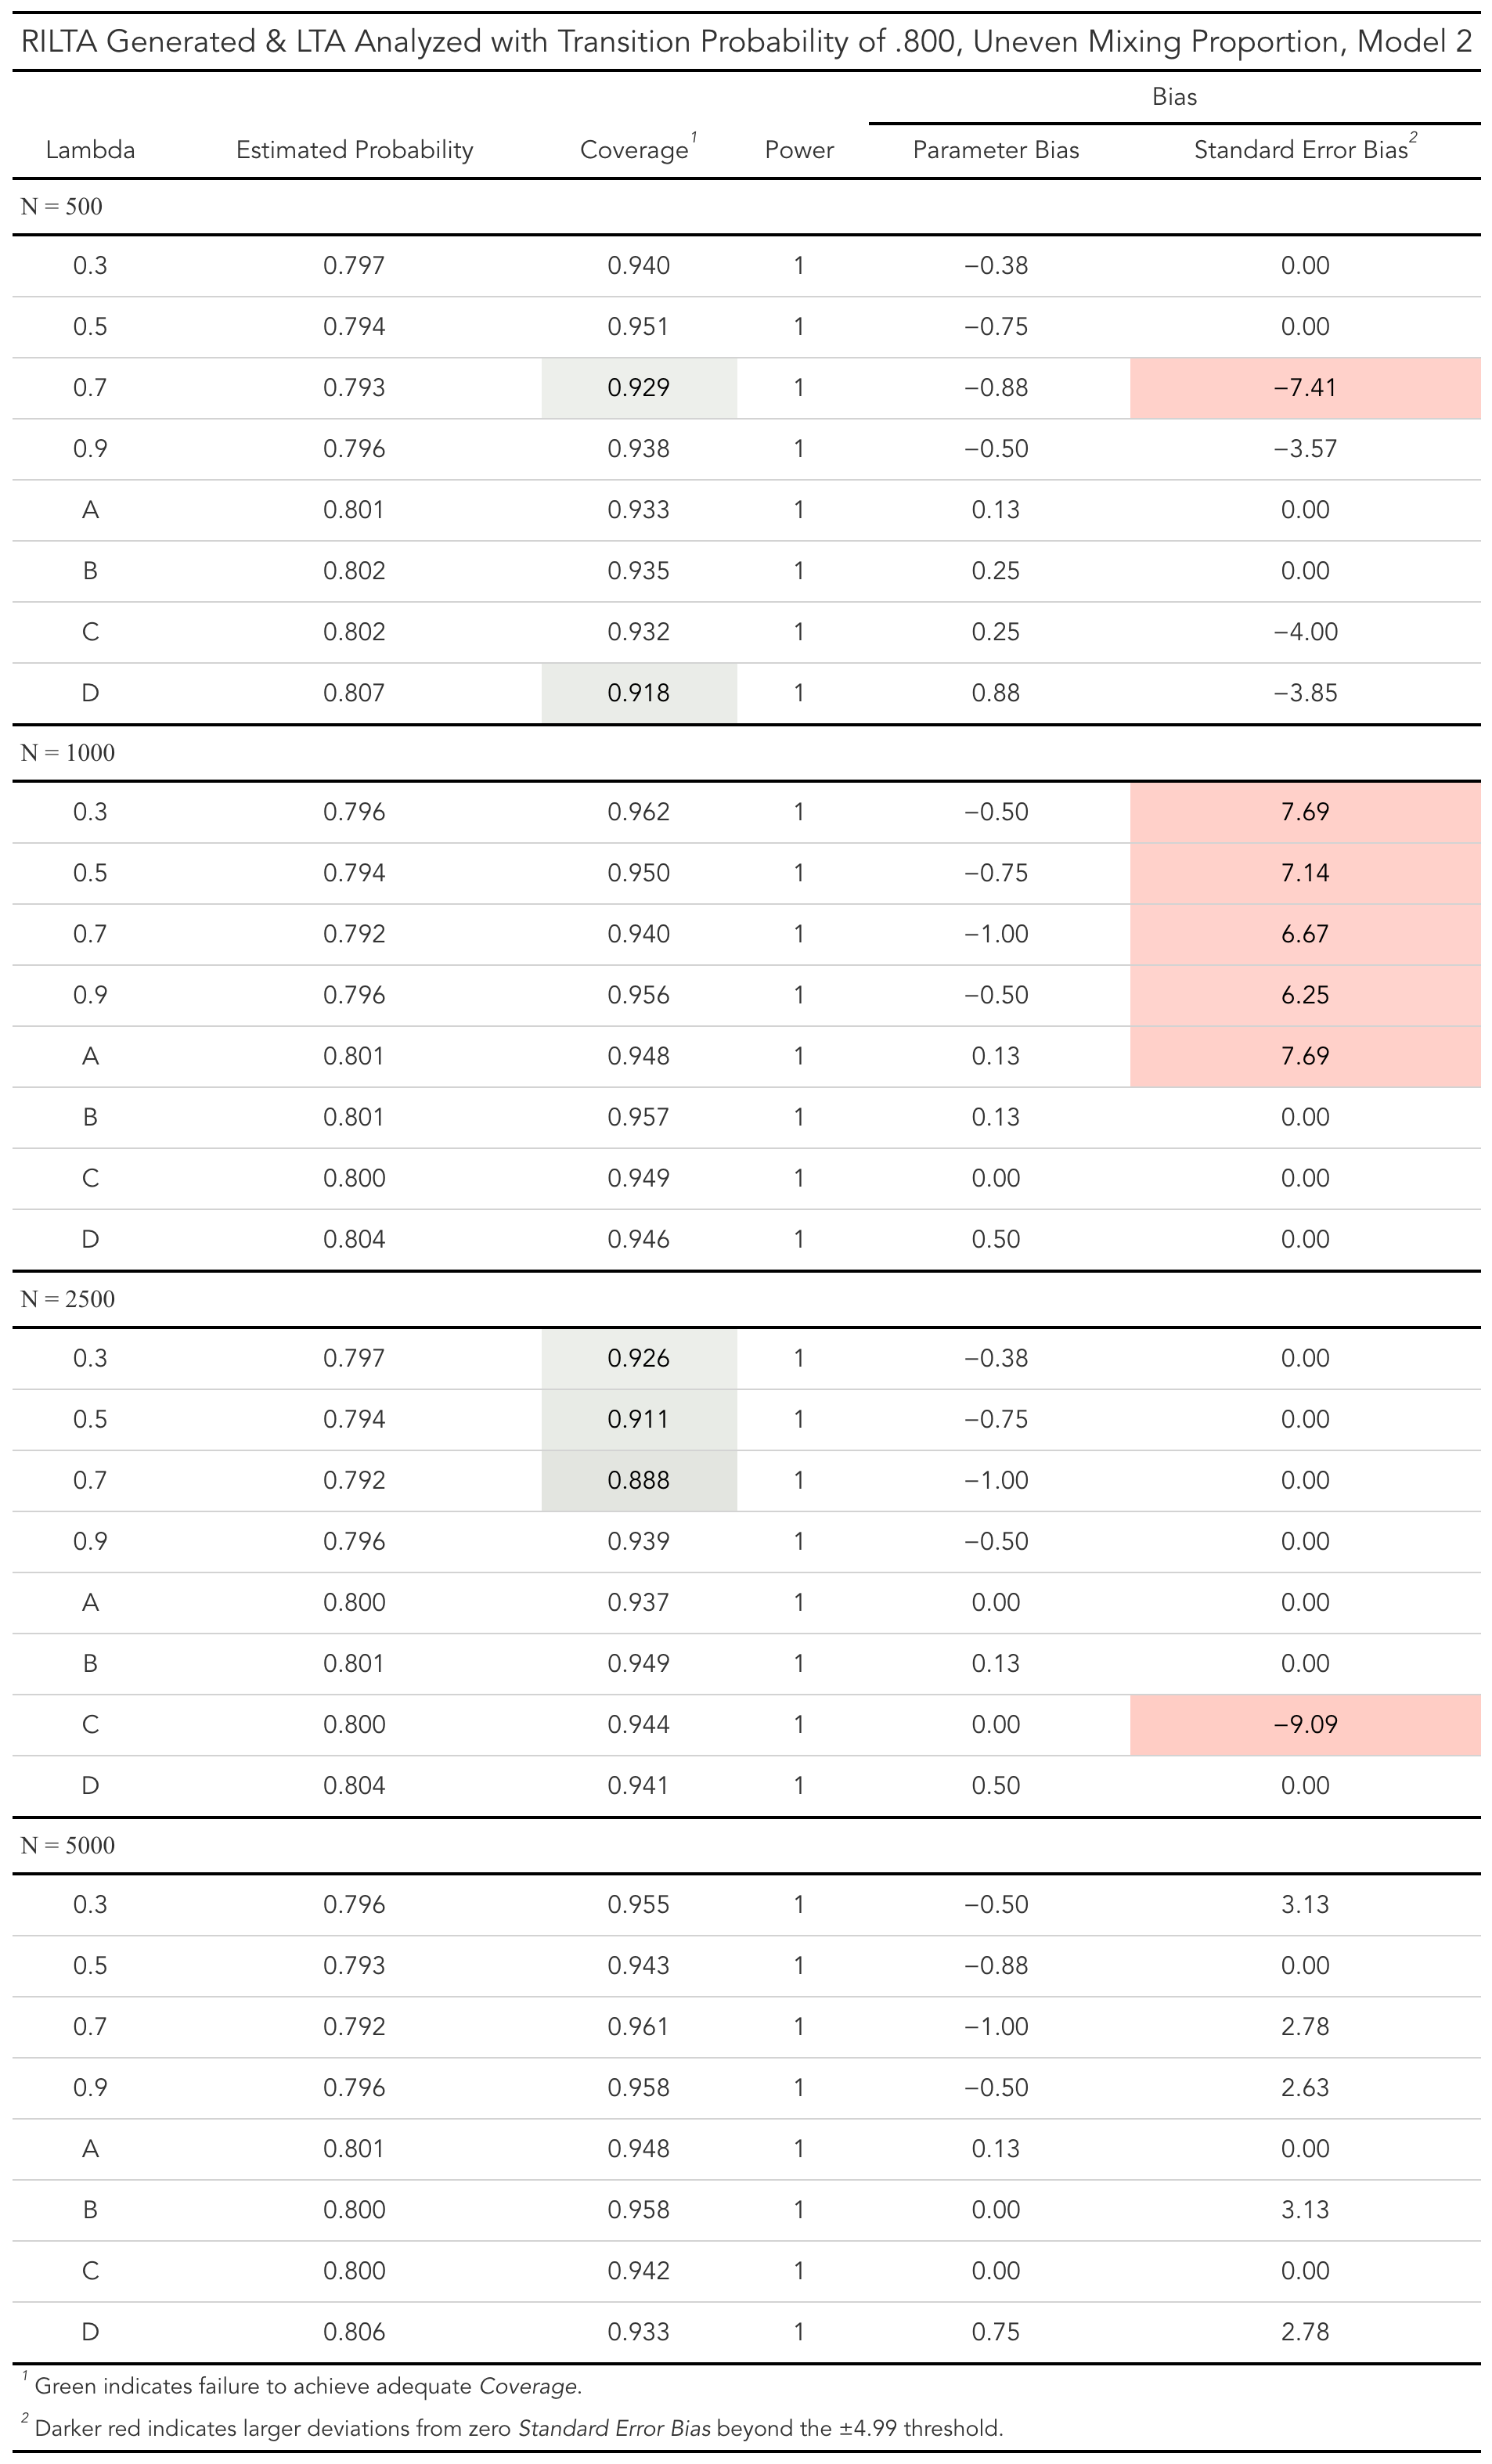 RILTA Generated & LTA Analyzed with Transition Probability of .800, Uneven Mixing Proportion, Model 2
Bias
Lambda Estimated Probability Coverage1 Power Parameter Bias Standard Error Bias2
N = 500
0.3 0.797 0.940 1 −0.38 0.00
0.5 0.794 0.951 1 −0.75 0.00
0.7 0.793 0.929 1 −0.88 −7.41
0.9 0.796 0.938 1 −0.50 −3.57
A 0.801 0.933 1 0.13 0.00
B 0.802 0.935 1 0.25 0.00
C 0.802 0.932 1 0.25 −4.00
D 0.807 0.918 1 0.88 −3.85
N = 1000
0.3 0.796 0.962 1 −0.50 7.69
0.5 0.794 0.950 1 −0.75 7.14
0.7 0.792 0.940 1 −1.00 6.67
0.9 0.796 0.956 1 −0.50 6.25
A 0.801 0.948 1 0.13 7.69
B 0.801 0.957 1 0.13 0.00
C 0.800 0.949 1 0.00 0.00
D 0.804 0.946 1 0.50 0.00
N = 2500
0.3 0.797 0.926 1 −0.38 0.00
0.5 0.794 0.911 1 −0.75 0.00
0.7 0.792 0.888 1 −1.00 0.00
0.9 0.796 0.939 1 −0.50 0.00
A 0.800 0.937 1 0.00 0.00
B 0.801 0.949 1 0.13 0.00
C 0.800 0.944 1 0.00 −9.09
D 0.804 0.941 1 0.50 0.00
N = 5000
0.3 0.796 0.955 1 −0.50 3.13
0.5 0.793 0.943 1 −0.88 0.00
0.7 0.792 0.961 1 −1.00 2.78
0.9 0.796 0.958 1 −0.50 2.63
A 0.801 0.948 1 0.13 0.00
B 0.800 0.958 1 0.00 3.13
C 0.800 0.942 1 0.00 0.00
D 0.806 0.933 1 0.75 2.78
1 Green indicates failure to achieve adequate Coverage.
2 Darker red indicates larger deviations from zero Standard Error Bias beyond the ±4.99 threshold.